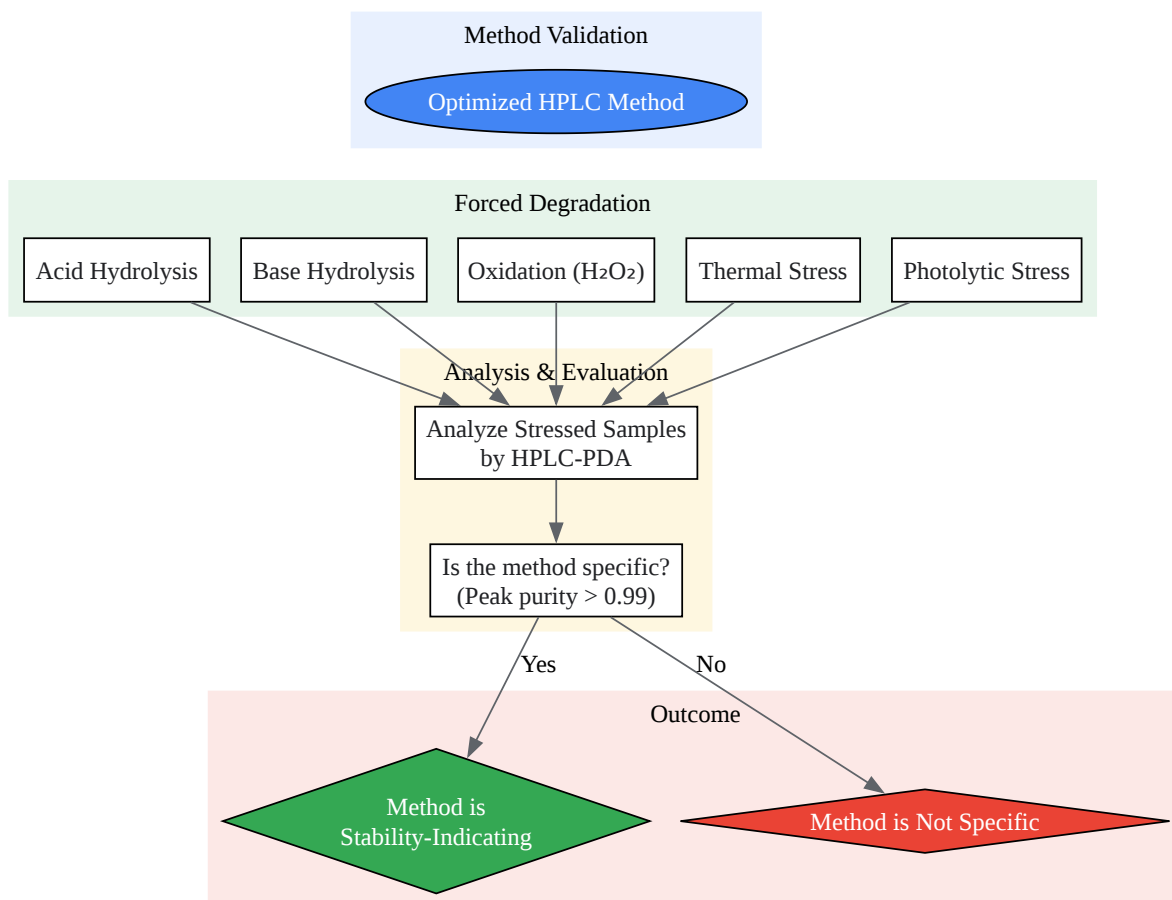 Method Validation
Optimized HPLC Method
Forced Degradation
Acid Hydrolysis
Base Hydrolysis
Oxidation (H₂O₂)
Thermal Stress
Photolytic Stress
Analysis & Evaluation
Analyze Stressed Samples
by HPLC-PDA
Is the method specific?
(Peak purity > 0.99)
Yes
No
Outcome
Method is
Stability-Indicating
Method is Not Specific